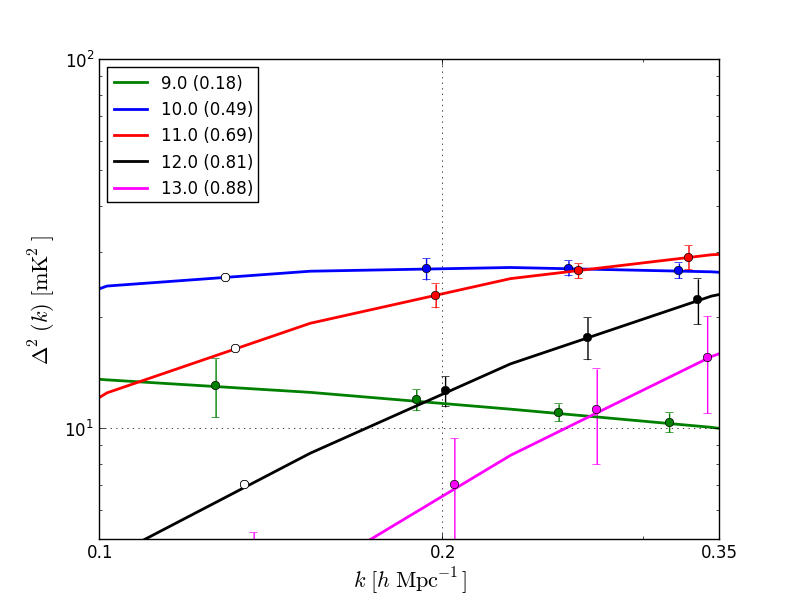 10²
9.0 (0.18)
10.0 (0.49)
11.0 (0.69)
12.0 (0.81)
13.0 (0.88)
Δ² (k) [mK²]
10¹
0.1 0.2 0.35
k [h Mpc⁻¹]